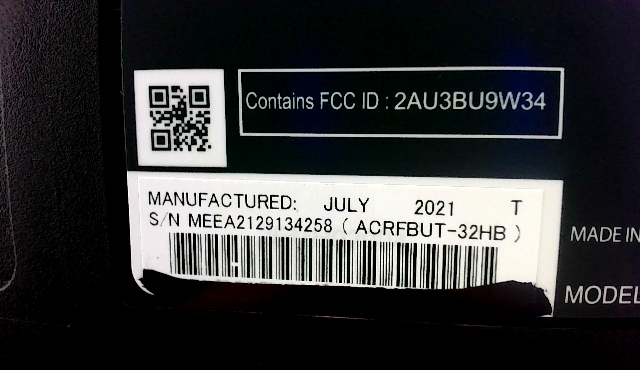 Contains FCC ID : 2AU3BU9W34
MANUFACTURED: JULY 2021 T
S/N MEEA2129134258 ( ACRFBUT-32HB )
MADE IN
MODEL